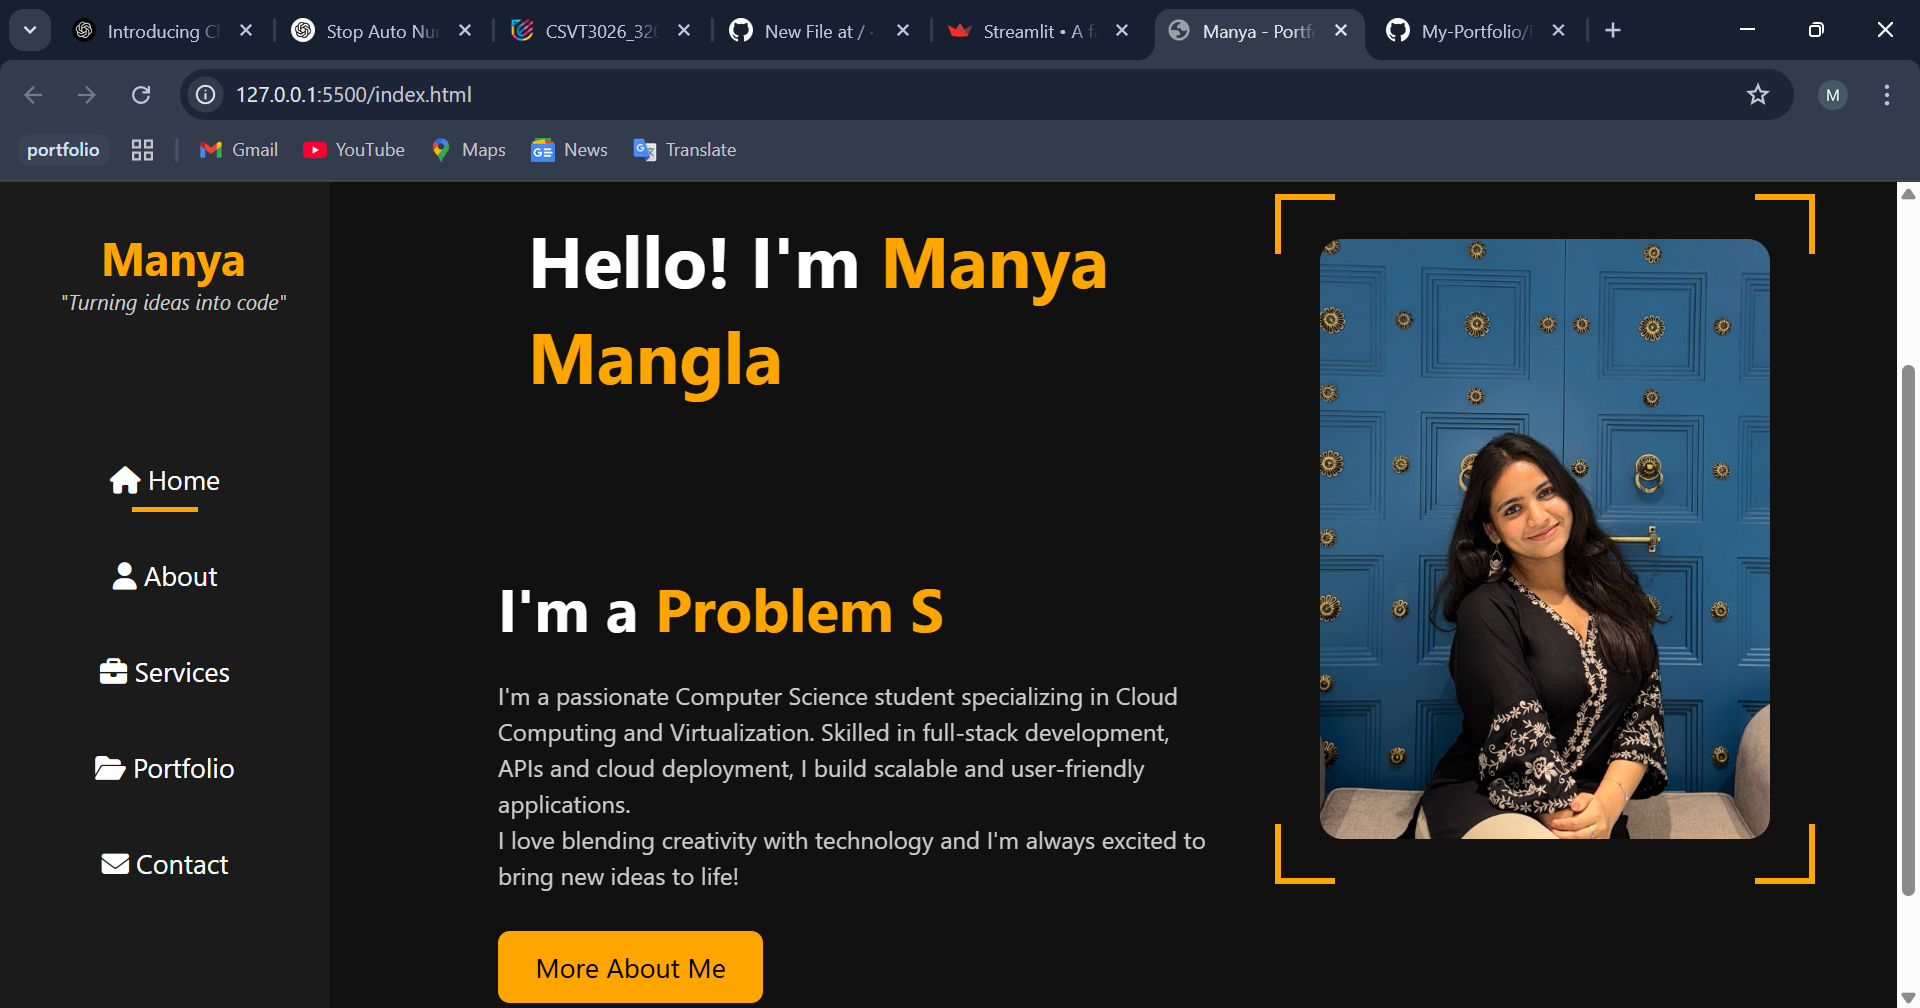 Introducing C
Stop Auto Nu
CSVT3026_320
New File at /
Streamlit • A f
Manya - Portf
My-Portfolio/
127.0.0.1:5500/index.html
M
portfolio
Gmail
YouTube
Maps
News
Translate
Manya
"Turning ideas into code"
Home
About
Services
Portfolio
Contact
Hello! I'm Manya
Mangla
I'm a Problem S
I'm a passionate Computer Science student specializing in Cloud
Computing and Virtualization. Skilled in full-stack development,
APIs and cloud deployment, I build scalable and user-friendly
applications.
I love blending creativity with technology and I'm always excited to
bring new ideas to life!
More About Me